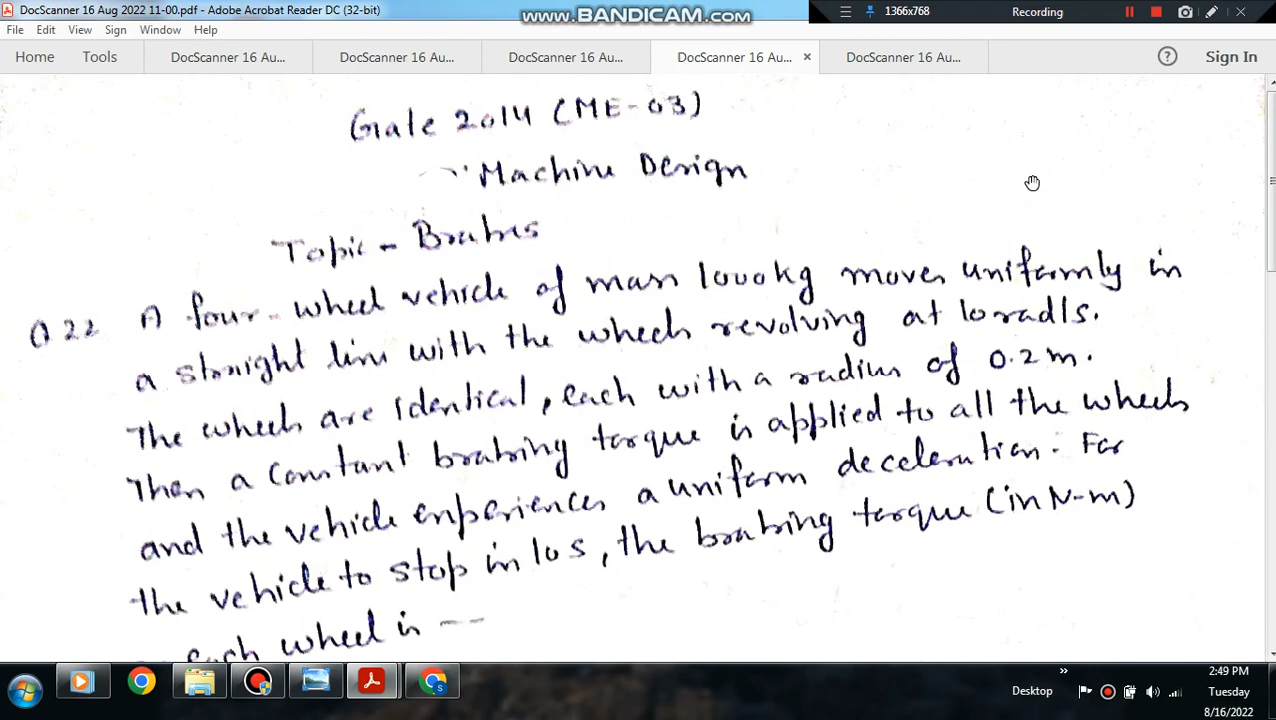 DocScanner 16 Aug 2022 11-00.pdf - Adobe Acrobat Reader DC (32-bit)
www.BANDICAM.com
1366x768
Recording
File Edit View Sign Window Help
Home Tools DocScanner 16 Au... DocScanner 16 Au... DocScanner 16 Au... DocScanner 16 Au... × DocScanner 16 Au... Sign In
Gate 2014 (ME-03)
Machine Design
Topic - Brakes
Q 22 A four-wheel vehicle of mass 1000kg moves uniformly in
a straight line with the wheels revolving at 10rad/s.
The wheels are identical, each with a radius of 0.2m.
Then a constant braking torque is applied to all the wheels
and the vehicle experiences a uniform deceleration. For
the vehicle to stop in 10s, the braking torque (in N-m)
each wheel is --
Desktop
2:49 PM
Tuesday
8/16/2022